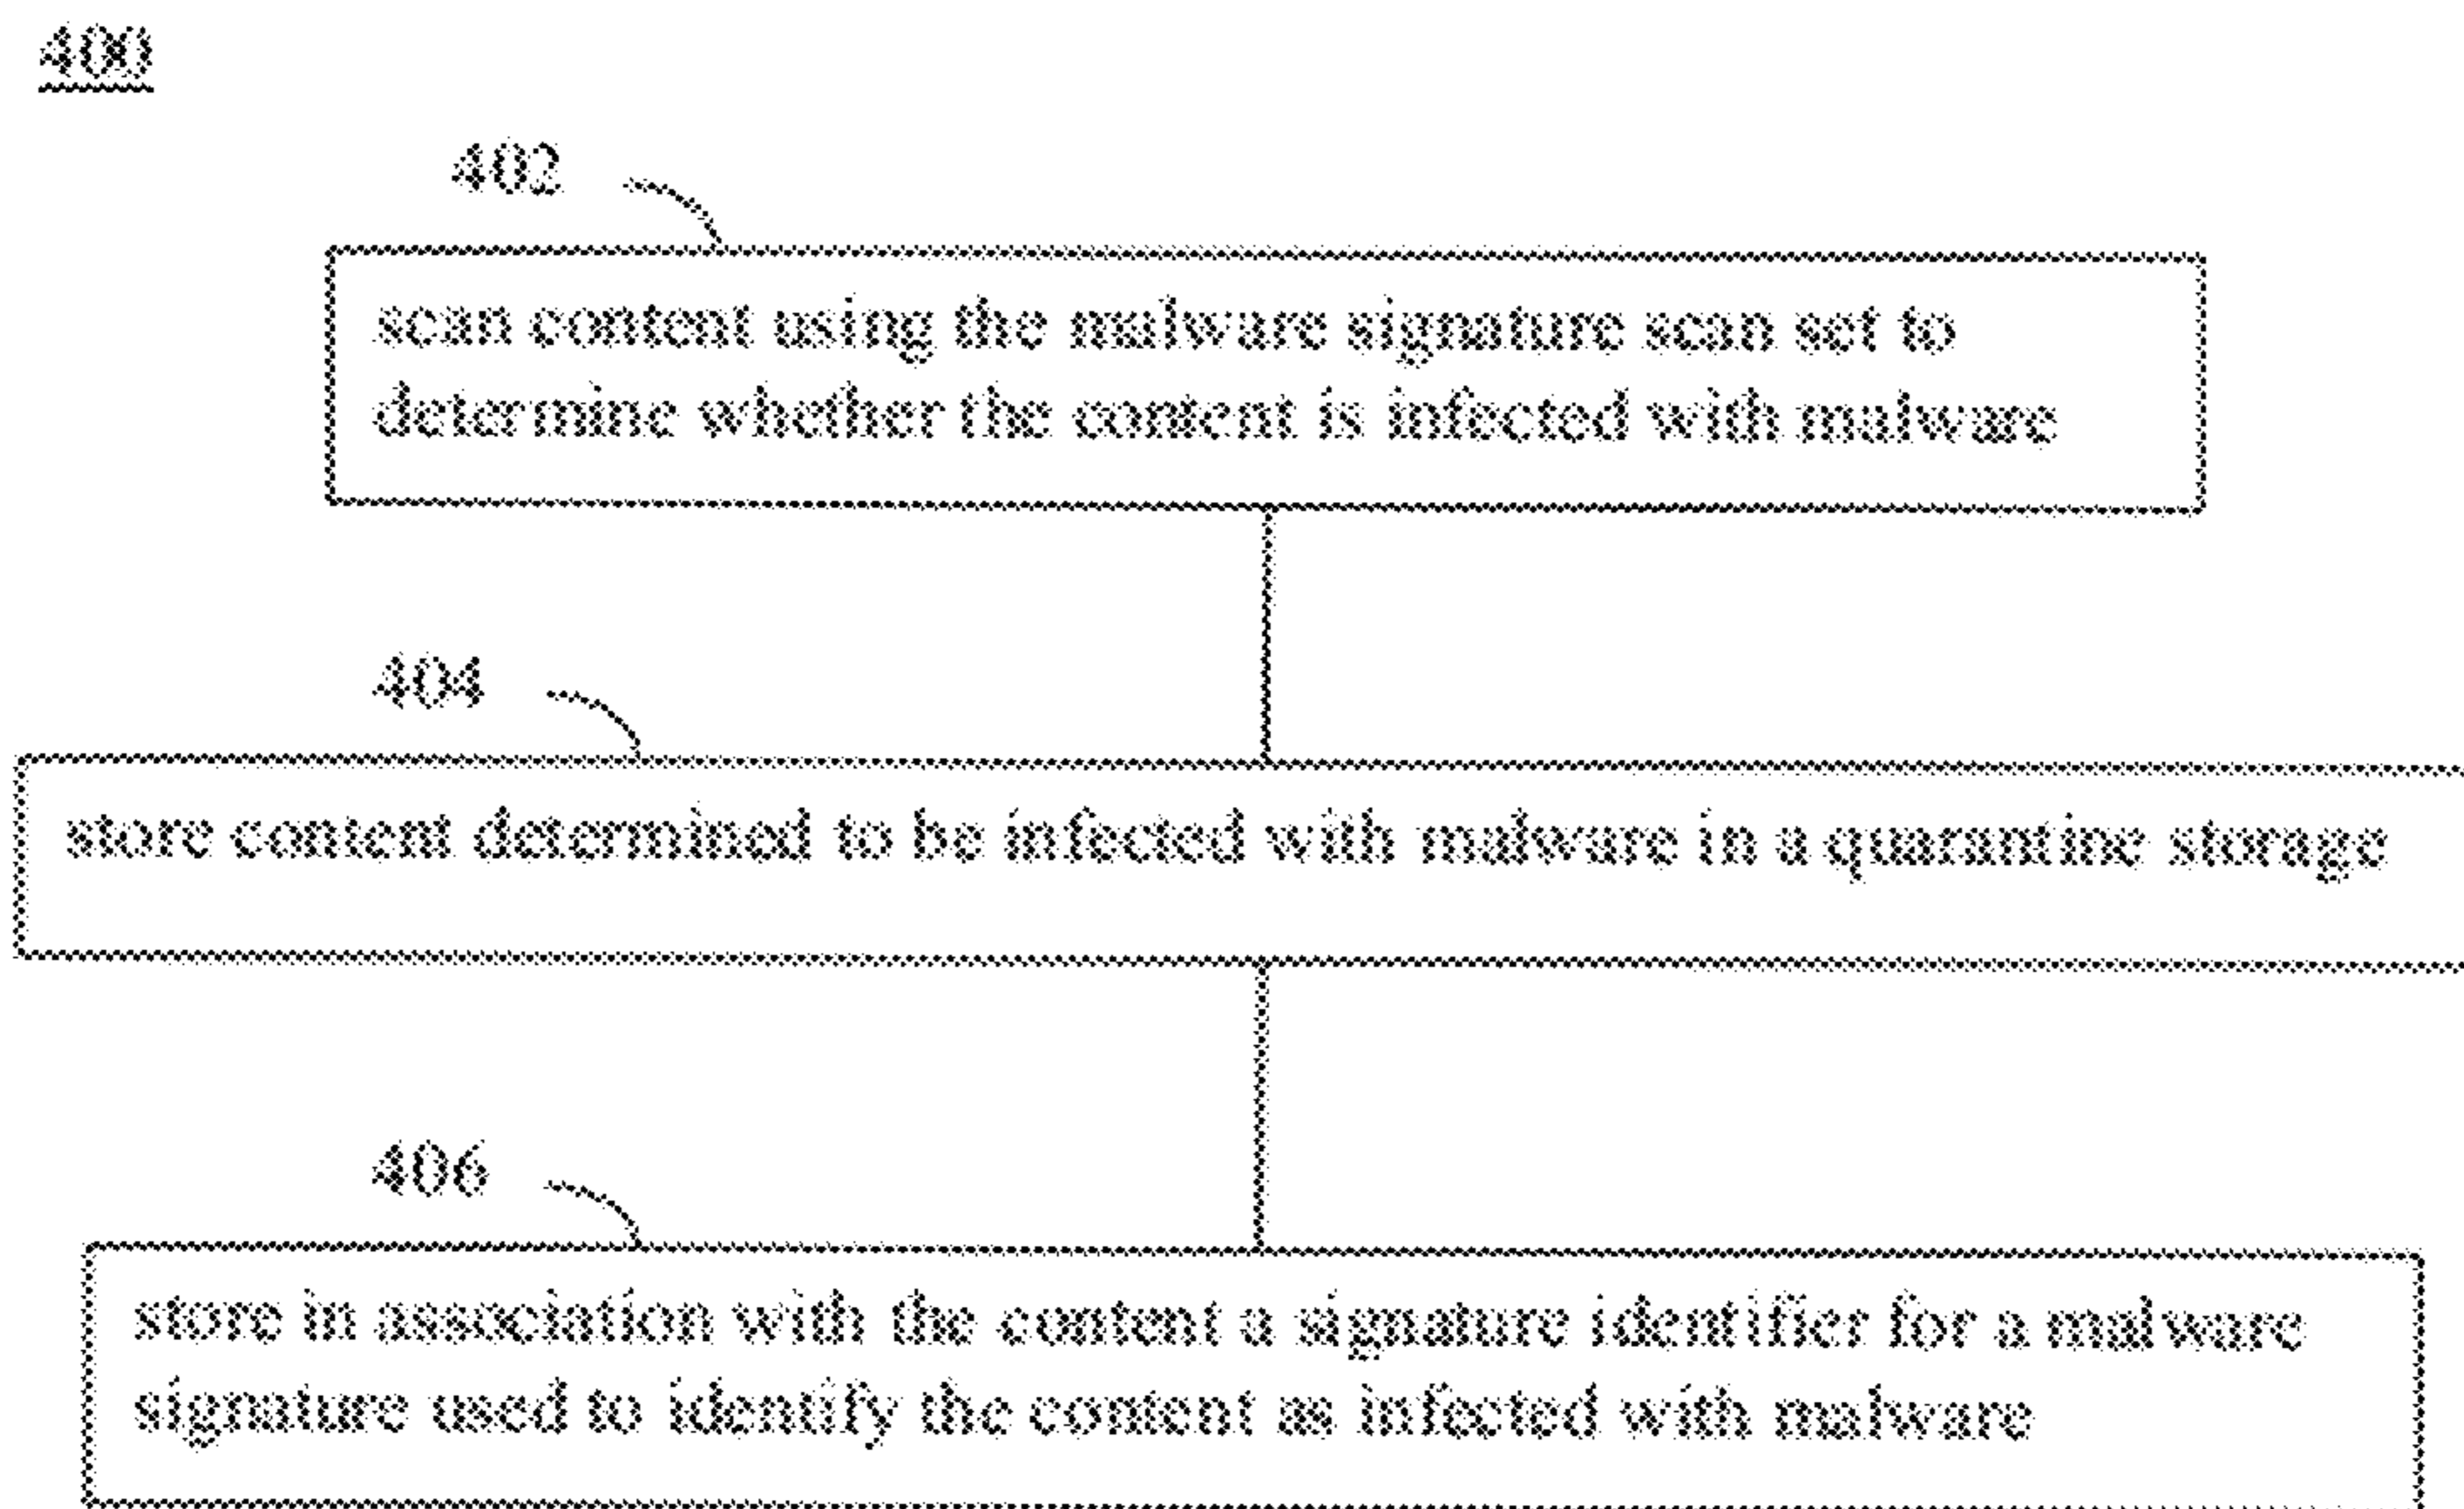 400
402
scan content using the malware signature scan set to
determine whether the content is infected with malware
404
store content determined to be infected with malware in a quarantine storage
406
store in association with the content a signature identifier for a malware
signature used to identify the content as infected with malware